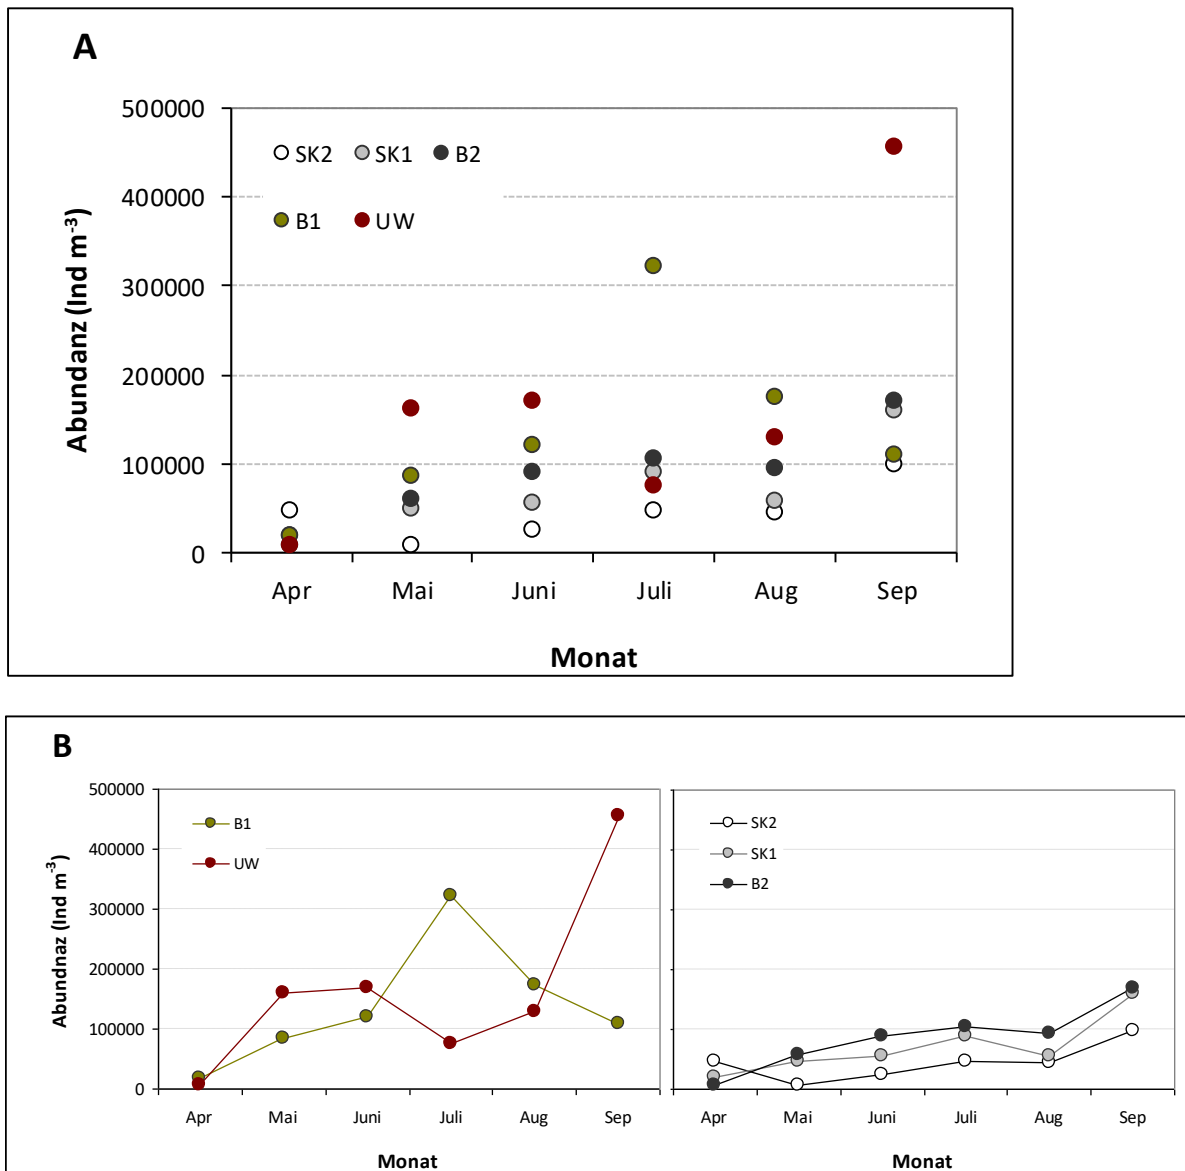 A
500000
400000
300000
200000
100000
0
Abundanz (Ind m⁻³)
SK2 SK1 B2
B1 UW
Apr Mai Juni Juli Aug Sep
Monat
B
500000
400000
300000
200000
100000
0
Abundnaz (Ind m⁻³)
B1
UW
Apr Mai Juni Juli Aug Sep
Monat
SK2
SK1
B2
Apr Mai Juni Juli Aug Sep
Monat